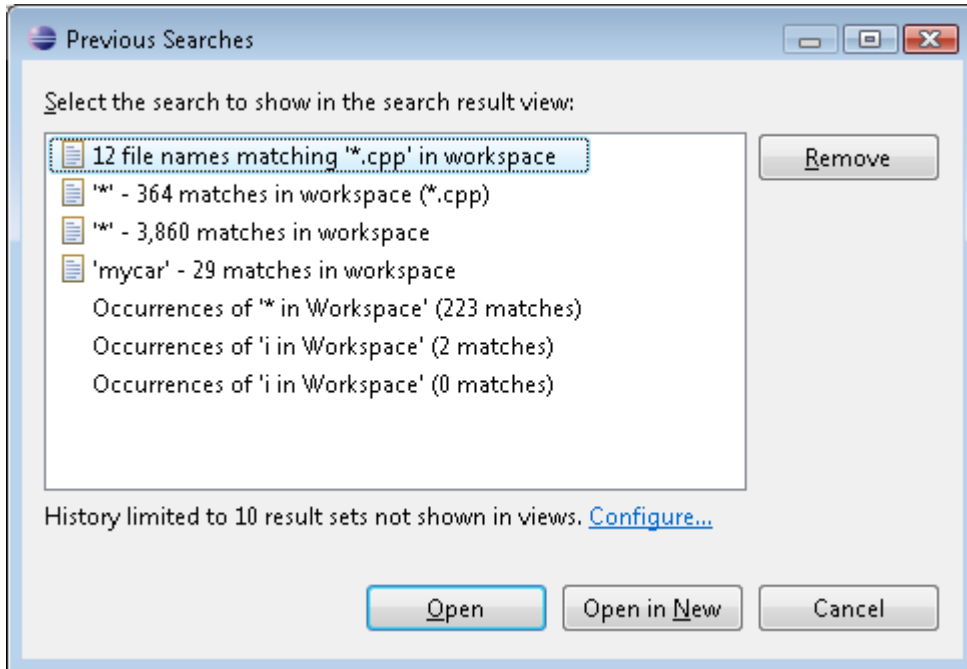 Previous Searches
Select the search to show in the search result view:
12 file names matching '*.cpp' in workspace
'*' - 364 matches in workspace (*.cpp)
'*' - 3,860 matches in workspace
'mycar' - 29 matches in workspace
Occurrences of '* in Workspace' (223 matches)
Occurrences of 'i in Workspace' (2 matches)
Occurrences of 'i in Workspace' (0 matches)
Remove
History limited to 10 result sets not shown in views. Configure...
Open
Open in New
Cancel